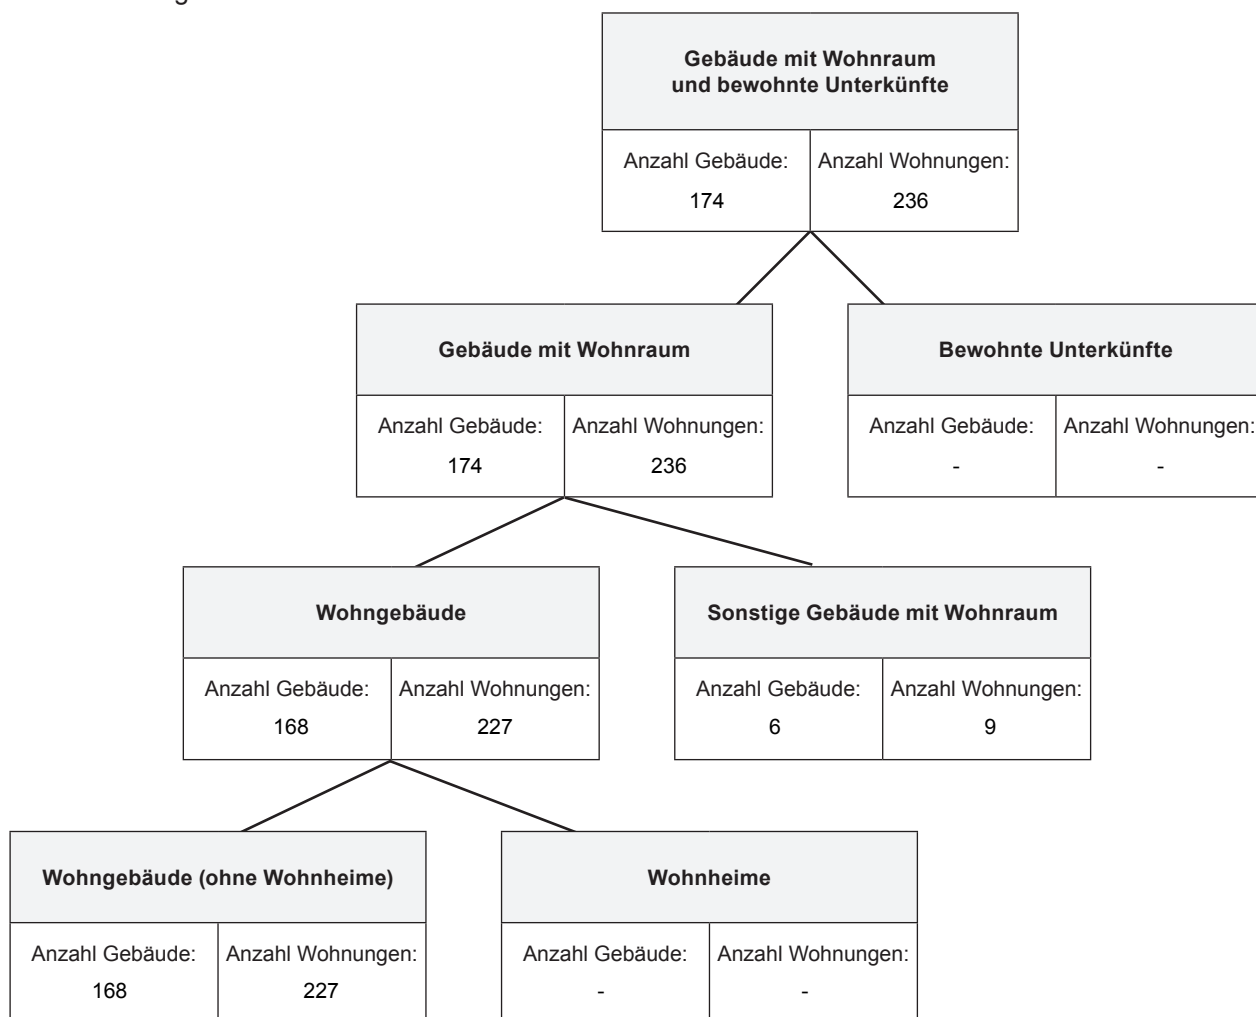 Gebäude mit Wohnraum
und bewohnte Unterkünfte
Anzahl Gebäude: Anzahl Wohnungen:
174 236
Gebäude mit Wohnraum
Anzahl Gebäude: Anzahl Wohnungen:
174 236
Bewohnte Unterkünfte
Anzahl Gebäude: Anzahl Wohnungen:
- -
Wohngebäude
Anzahl Gebäude: Anzahl Wohnungen:
168 227
Sonstige Gebäude mit Wohnraum
Anzahl Gebäude: Anzahl Wohnungen:
6 9
Wohngebäude (ohne Wohnheime)
Anzahl Gebäude: Anzahl Wohnungen:
168 227
Wohnheime
Anzahl Gebäude: Anzahl Wohnungen:
- -